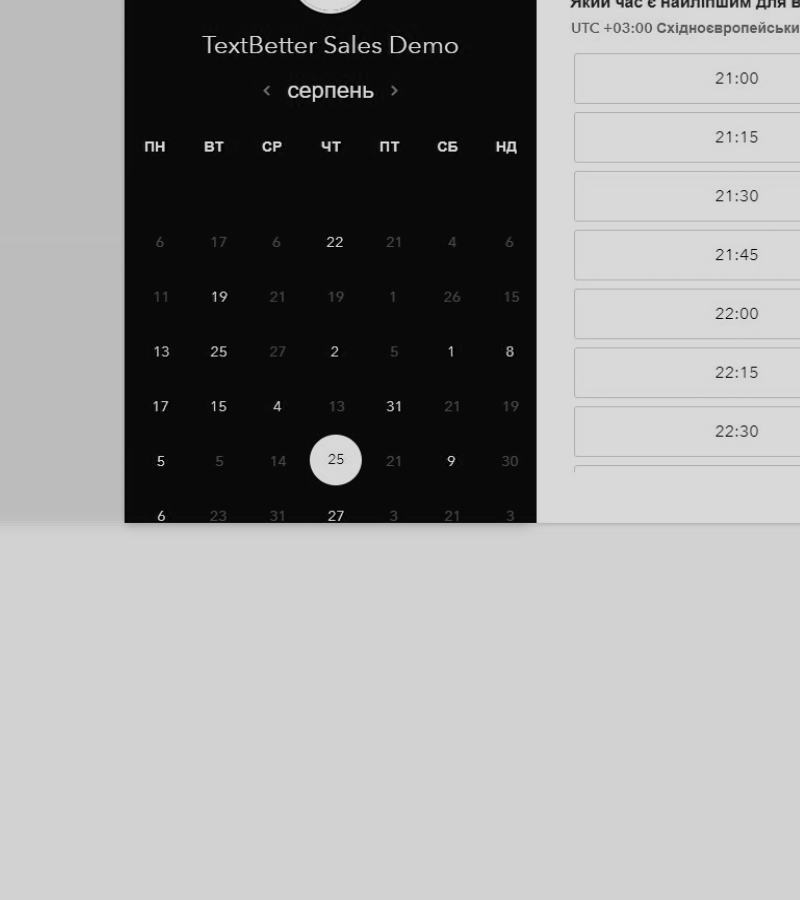 TextBetter Sales Demo
‹ серпень ›
ПН ВТ СР ЧТ ПТ СБ НД
6 17 6 22 21 4 6
11 19 21 19 1 26 15
13 25 27 2 5 1 8
17 15 4 13 31 21 19
5 5 14 25 21 9 30
6 23 31 27 3 21 3
Який час є найліпшим для
UTC +03:00 Східноєвропейськи
21:00
21:15
21:30
21:45
22:00
22:15
22:30